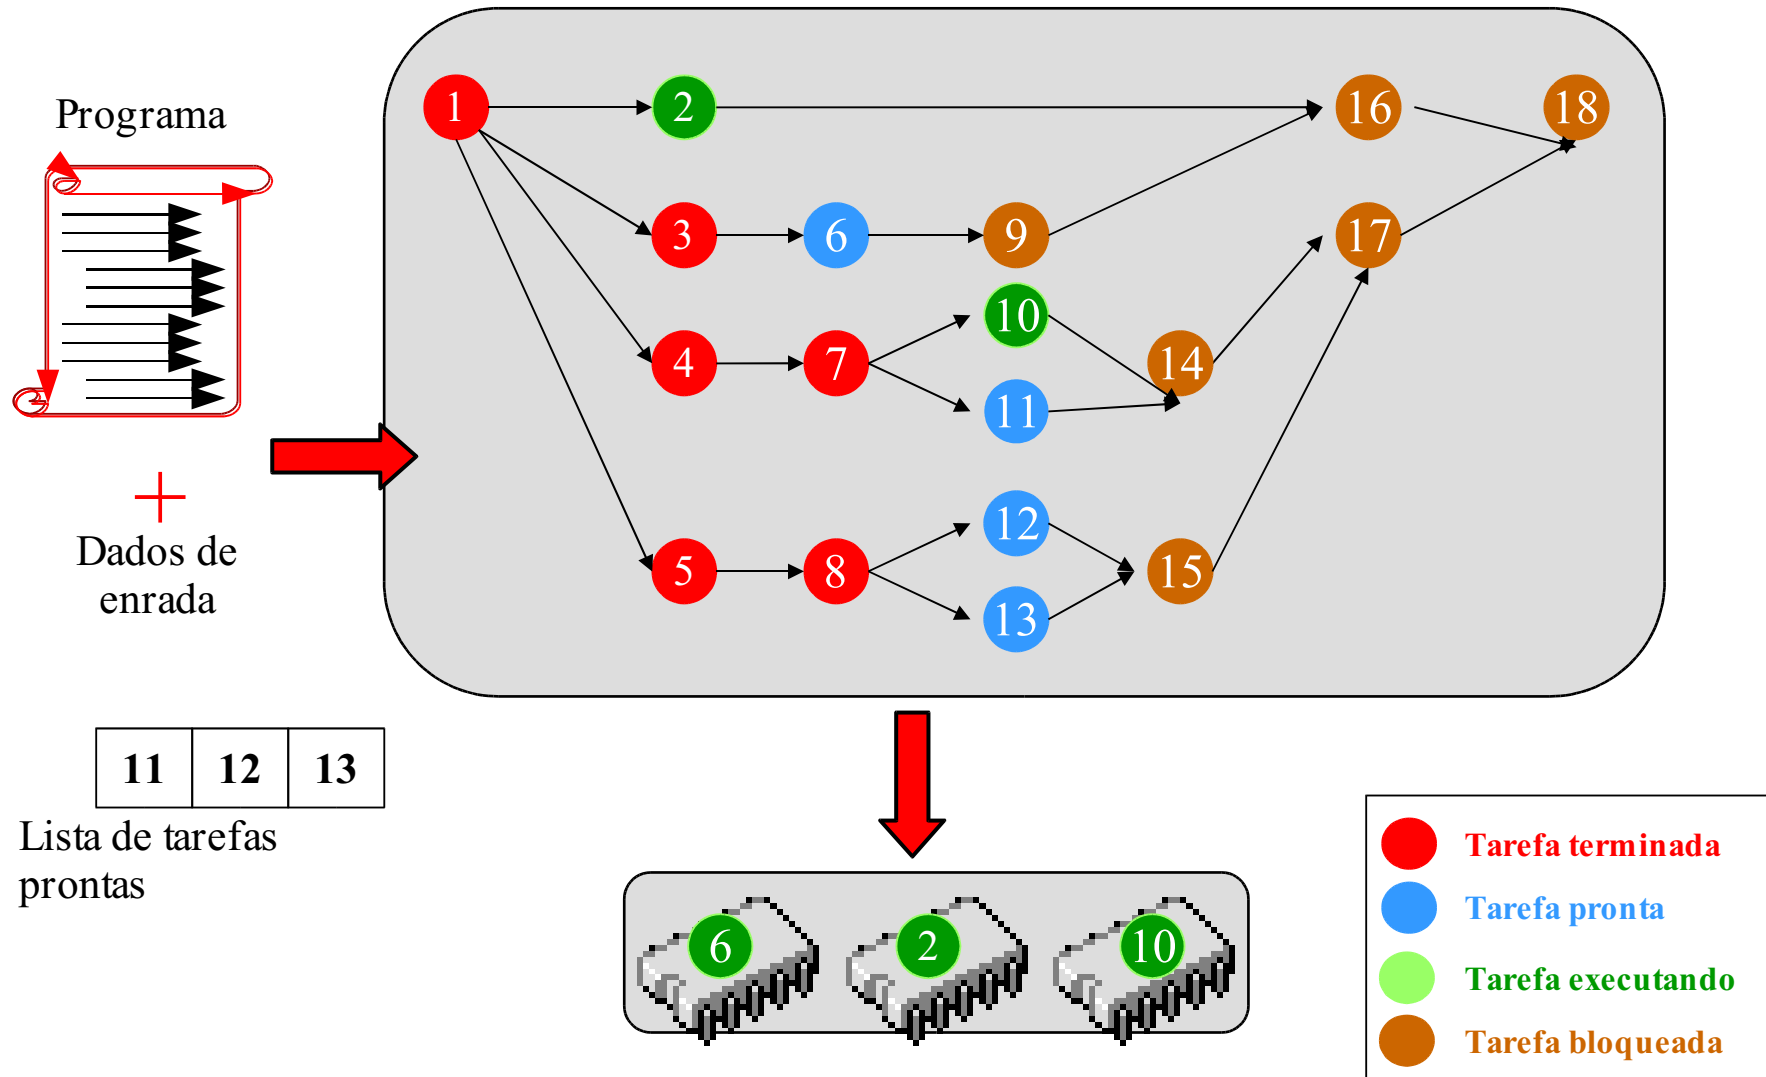 Programa
Dados de
enrada
1
2
16
18
3
6
9
17
10
4
7
14
11
12
5
8
15
13
11 12 13
Lista de tarefas
prontas
6
2
10
Tarefa terminada
Tarefa pronta
Tarefa executando
Tarefa bloqueada